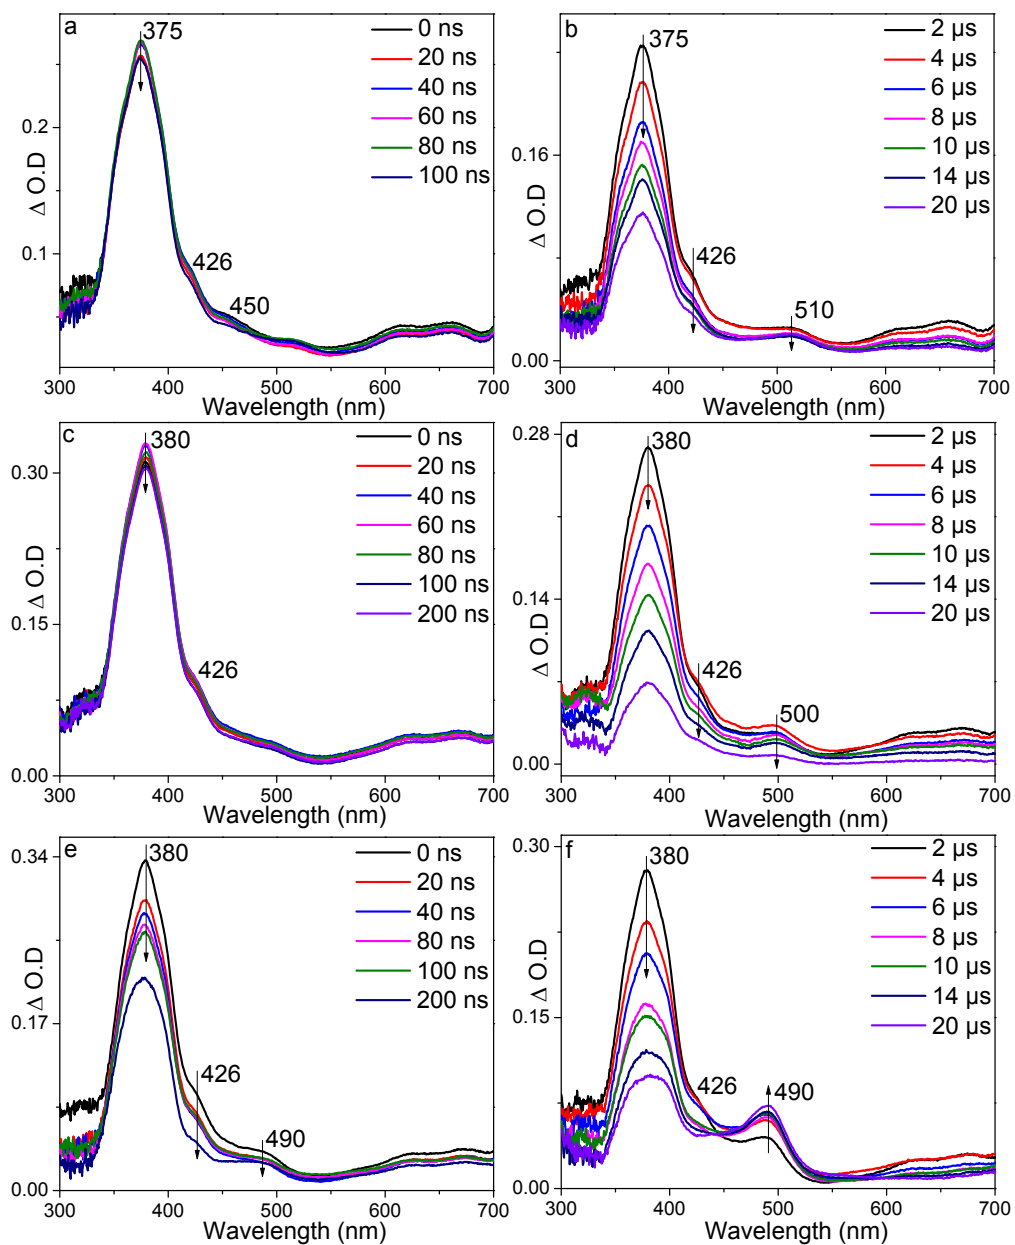 a
375
0 ns
20 ns
40 ns
60 ns
80 ns
100 ns
426
450
Δ O.D
0.2
0.1
300 400 500 600 700
Wavelength (nm)
b
375
2 µs
4 µs
6 µs
8 µs
10 µs
14 µs
20 µs
426
510
Δ O.D
0.16
0.00
300 400 500 600 700
Wavelength (nm)
c
380
0 ns
20 ns
40 ns
60 ns
80 ns
100 ns
200 ns
426
Δ O.D
0.30
0.15
0.00
300 400 500 600 700
Wavelength (nm)
d
380
2 µs
4 µs
6 µs
8 µs
10 µs
14 µs
20 µs
426
500
Δ O.D
0.28
0.14
0.00
300 400 500 600 700
Wavelength (nm)
e
380
0 ns
20 ns
40 ns
80 ns
100 ns
200 ns
426
490
Δ O.D
0.34
0.17
0.00
300 400 500 600 700
Wavelength (nm)
f
380
2 µs
4 µs
6 µs
8 µs
10 µs
14 µs
20 µs
426
490
Δ O.D
0.30
0.15
0.00
300 400 500 600 700
Wavelength (nm)